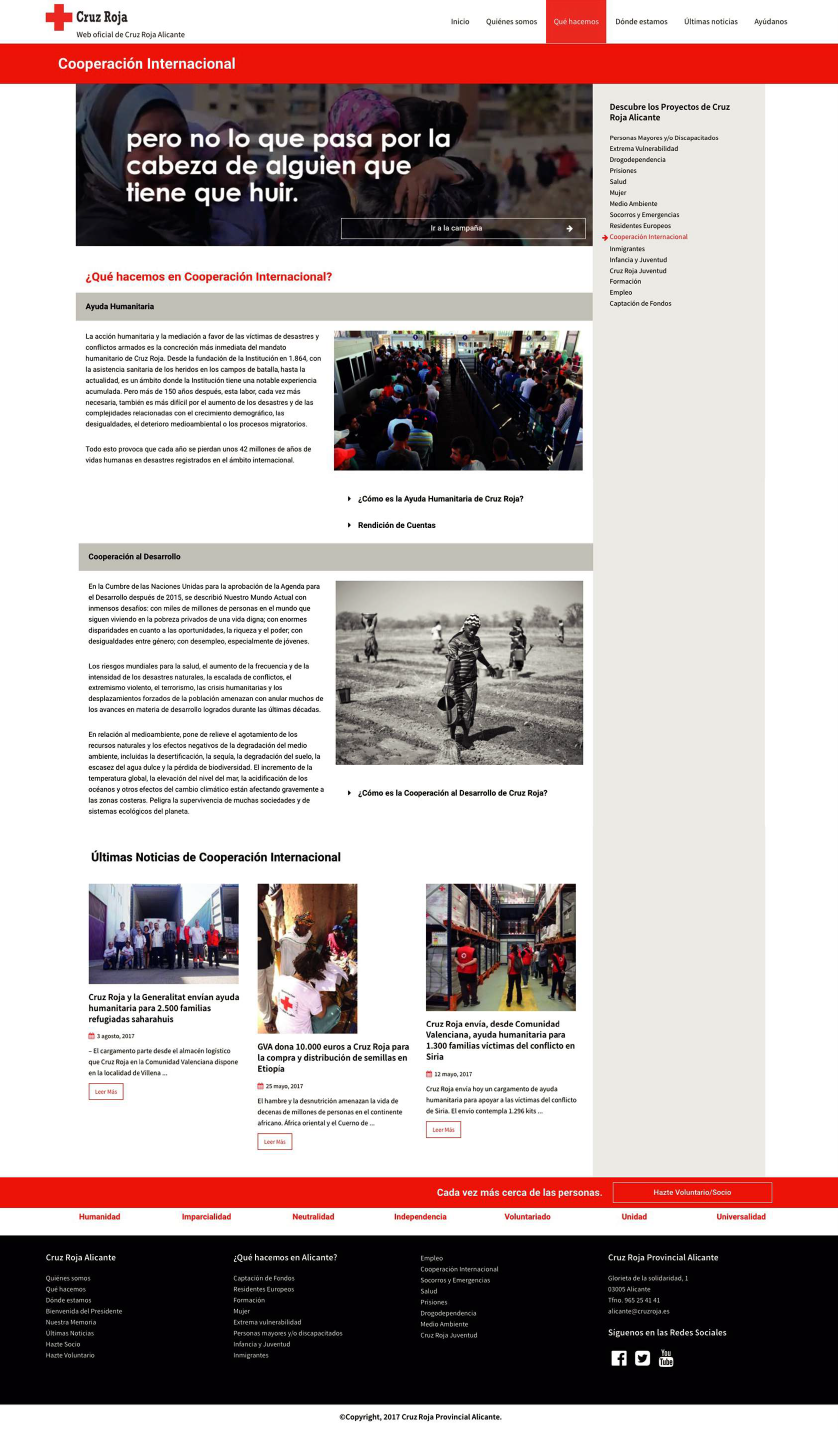 Cruz Roja
Web oficial de Cruz Roja Alicante
Inicio
Quiénes somos
Qué hacemos
Dónde estamos
Últimas noticias
Ayúdanos
Cooperación Internacional
pero no lo que pasa por la
cabeza de alguien que
tiene que huir.
Ir a la campaña
Descubre los Proyectos de Cruz
Roja Alicante
Personas Mayores y/o Discapacitados
Extrema Vulnerabilidad
Drogodependencia
Prisiones
Salud
Mujer
Medio Ambiente
Socorros y Emergencias
Residentes Europeos
Cooperación Internacional
Inmigrantes
Infancia y Juventud
Cruz Roja Juventud
Formación
Empleo
Captación de Fondos
¿Qué hacemos en Cooperación Internacional?
Ayuda Humanitaria
La acción humanitaria y la mediación a favor de las víctimas de desastres y
conflictos armados es la concreción más inmediata del mandato
humanitario de Cruz Roja. Desde la fundación de la Institución en 1.864, con
la asistencia sanitaria de los heridos en los campos de batalla, hasta la
actualidad, es un ámbito donde la Institución tiene una notable experiencia
acumulada. Pero más de 150 años después, esta labor, cada vez más
necesaria, también es más difícil por el aumento de los desastres y de las
complejidades relacionadas con el crecimiento demográfico, las
desigualdades, el deterioro medioambiental o los procesos migratorios.
Todo esto provoca que cada año se pierdan unos 42 millones de años de
vidas humanas en desastres registrados en el ámbito internacional.
¿Cómo es la Ayuda Humanitaria de Cruz Roja?
Rendición de Cuentas
Cooperación al Desarrollo
En la Cumbre de las Naciones Unidas para la aprobación de la Agenda para
el Desarrollo después de 2015, se describió Nuestro Mundo Actual con
inmensos desafíos: con miles de millones de personas en el mundo que
siguen viviendo en la pobreza privados de una vida digna; con enormes
disparidades en cuanto a las oportunidades, la riqueza y el poder; con
desigualdades entre género; con desempleo, especialmente de jóvenes.
Los riesgos mundiales para la salud, el aumento de la frecuencia y de la
intensidad de los desastres naturales, la escalada de conflictos, el
extremismo violento, el terrorismo, las crisis humanitarias y los
desplazamientos forzados de la población amenazan con anular muchos de
los avances en materia de desarrollo logrados durante las últimas décadas.
En relación al medioambiente, pone de relieve el agotamiento de los
recursos naturales y los efectos negativos de la degradación del medio
ambiente, incluidas la desertificación, la sequía, la degradación del suelo, la
escasez del agua dulce y la pérdida de biodiversidad. El incremento de la
temperatura global, la elevación del nivel del mar, la acidificación de los
océanos y otros efectos del cambio climático están afectando gravemente a
las zonas costeras. Peligra la supervivencia de muchas sociedades y de
sistemas ecológicos del planeta.
¿Cómo es la Cooperación al Desarrollo de Cruz Roja?
Últimas Noticias de Cooperación Internacional
Cruz Roja y la Generalitat envían ayuda
humanitaria para 2.500 familias
refugiadas saharahuis
3 agosto, 2017
– El cargamento parte desde el almacén logístico
que Cruz Roja en la Comunidad Valenciana dispone
en la localidad de Villena ...
Leer Más
GVA dona 10.000 euros a Cruz Roja para
la compra y distribución de semillas en
Etiopía
25 mayo, 2017
El hambre y la desnutrición amenazan la vida de
decenas de millones de personas en el continente
africano. África oriental y el Cuerno de ...
Leer Más
Cruz Roja envía, desde Comunidad
Valenciana, ayuda humanitaria para
1.300 familias víctimas del conflicto en
Siria
12 mayo, 2017
Cruz Roja envía hoy un cargamento de ayuda
humanitaria para apoyar a las víctimas del conflicto
de Siria. El envío contempla 1.296 kits ...
Leer Más
Cada vez más cerca de las personas.
Hazte Voluntario/Socio
Humanidad
Imparcialidad
Neutralidad
Independencia
Voluntariado
Unidad
Universalidad
Cruz Roja Alicante
Quiénes somos
Qué hacemos
Dónde estamos
Bienvenida del Presidente
Nuestra Memoria
Últimas Noticias
Hazte Socio
Hazte Voluntario
¿Qué hacemos en Alicante?
Captación de Fondos
Residentes Europeos
Formación
Mujer
Extrema vulnerabilidad
Personas mayores y/o discapacitados
Infancia y Juventud
Inmigrantes
Empleo
Cooperación Internacional
Socorros y Emergencias
Salud
Prisiones
Drogodependencia
Medio Ambiente
Cruz Roja Juventud
Cruz Roja Provincial Alicante
Glorieta de la solidaridad, 1
03005 Alicante
Tfno. 965 25 41 41
alicante@cruzroja.es
Síguenos en las Redes Sociales
You
Tube
©Copyright, 2017 Cruz Roja Provincial Alicante.